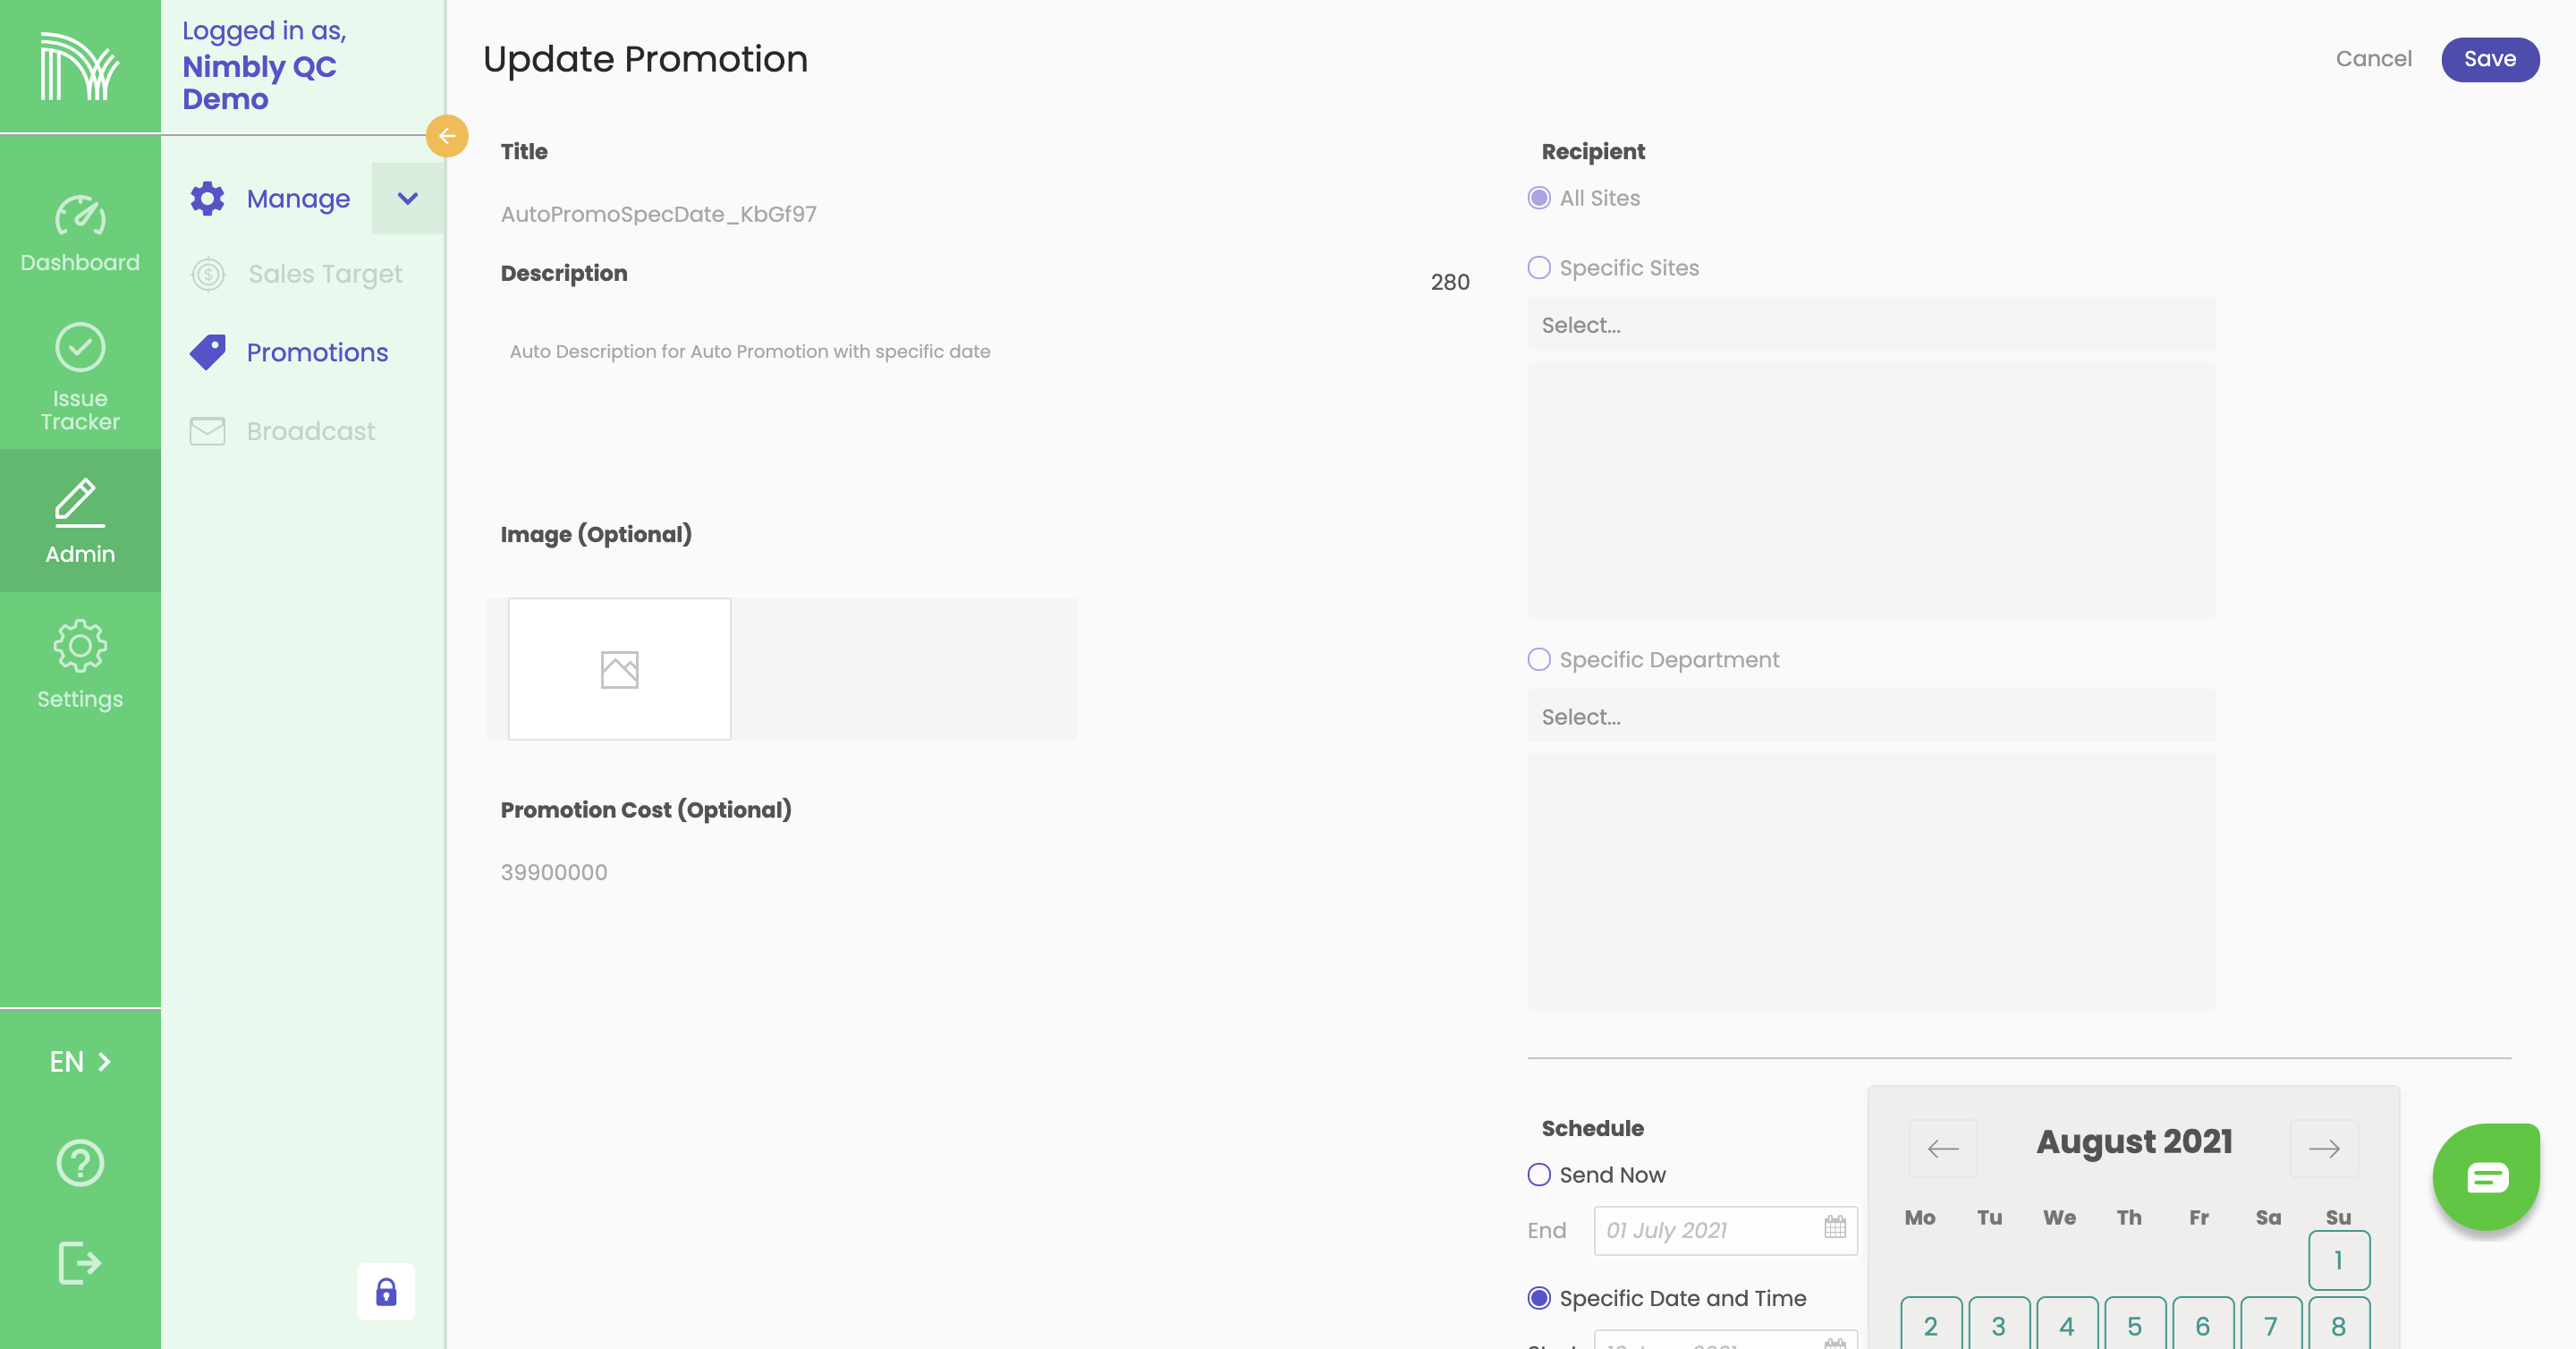 Logged in as,
Nimbly QC
Demo
Dashboard
Issue
Tracker
Admin
Settings
EN
Manage
Sales Target
Promotions
Broadcast
Update Promotion
Cancel
Save
Title
AutoPromoSpecDate_KbGf97
Description
280
Auto Description for Auto Promotion with specific date
Image (Optional)
Promotion Cost (Optional)
39900000
Recipient
All Sites
Specific Sites
Select...
Specific Department
Select...
Schedule
Send Now
End 01 July 2021
Specific Date and Time
August 2021
Mo Tu We Th Fr Sa Su
1
2 3 4 5 6 7 8